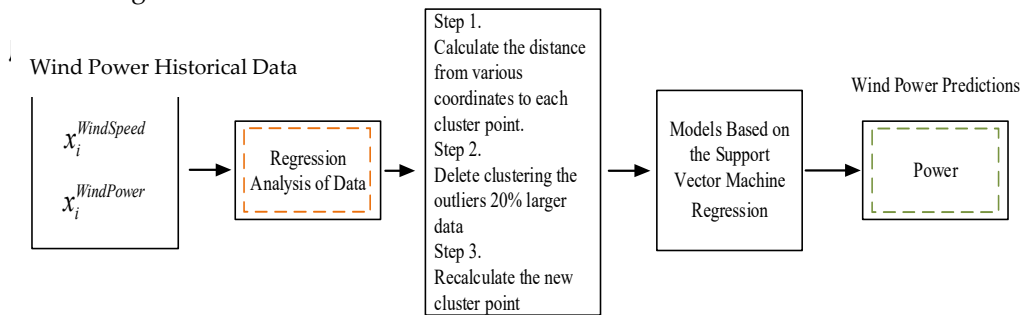 Wind Power Historical Data
x_i^{WindSpeed}
x_i^{WindPower}
Regression
Analysis of Data
Step 1.
Calculate the distance
from various
coordinates to each
cluster point.
Step 2.
Delete clustering the
outliers 20% larger
data
Step 3.
Recalculate the new
cluster point
Models Based on
the Support
Vector Machine
Regression
Wind Power Predictions
Power